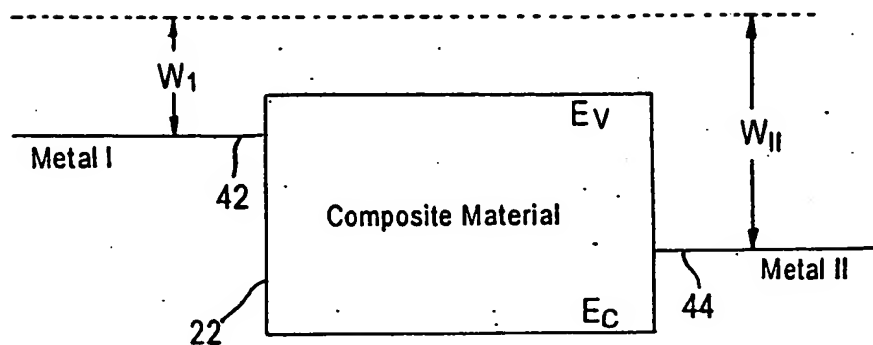 W1
EV
WII
Metal I
42
Composite Material
Metal II
44
22
EC